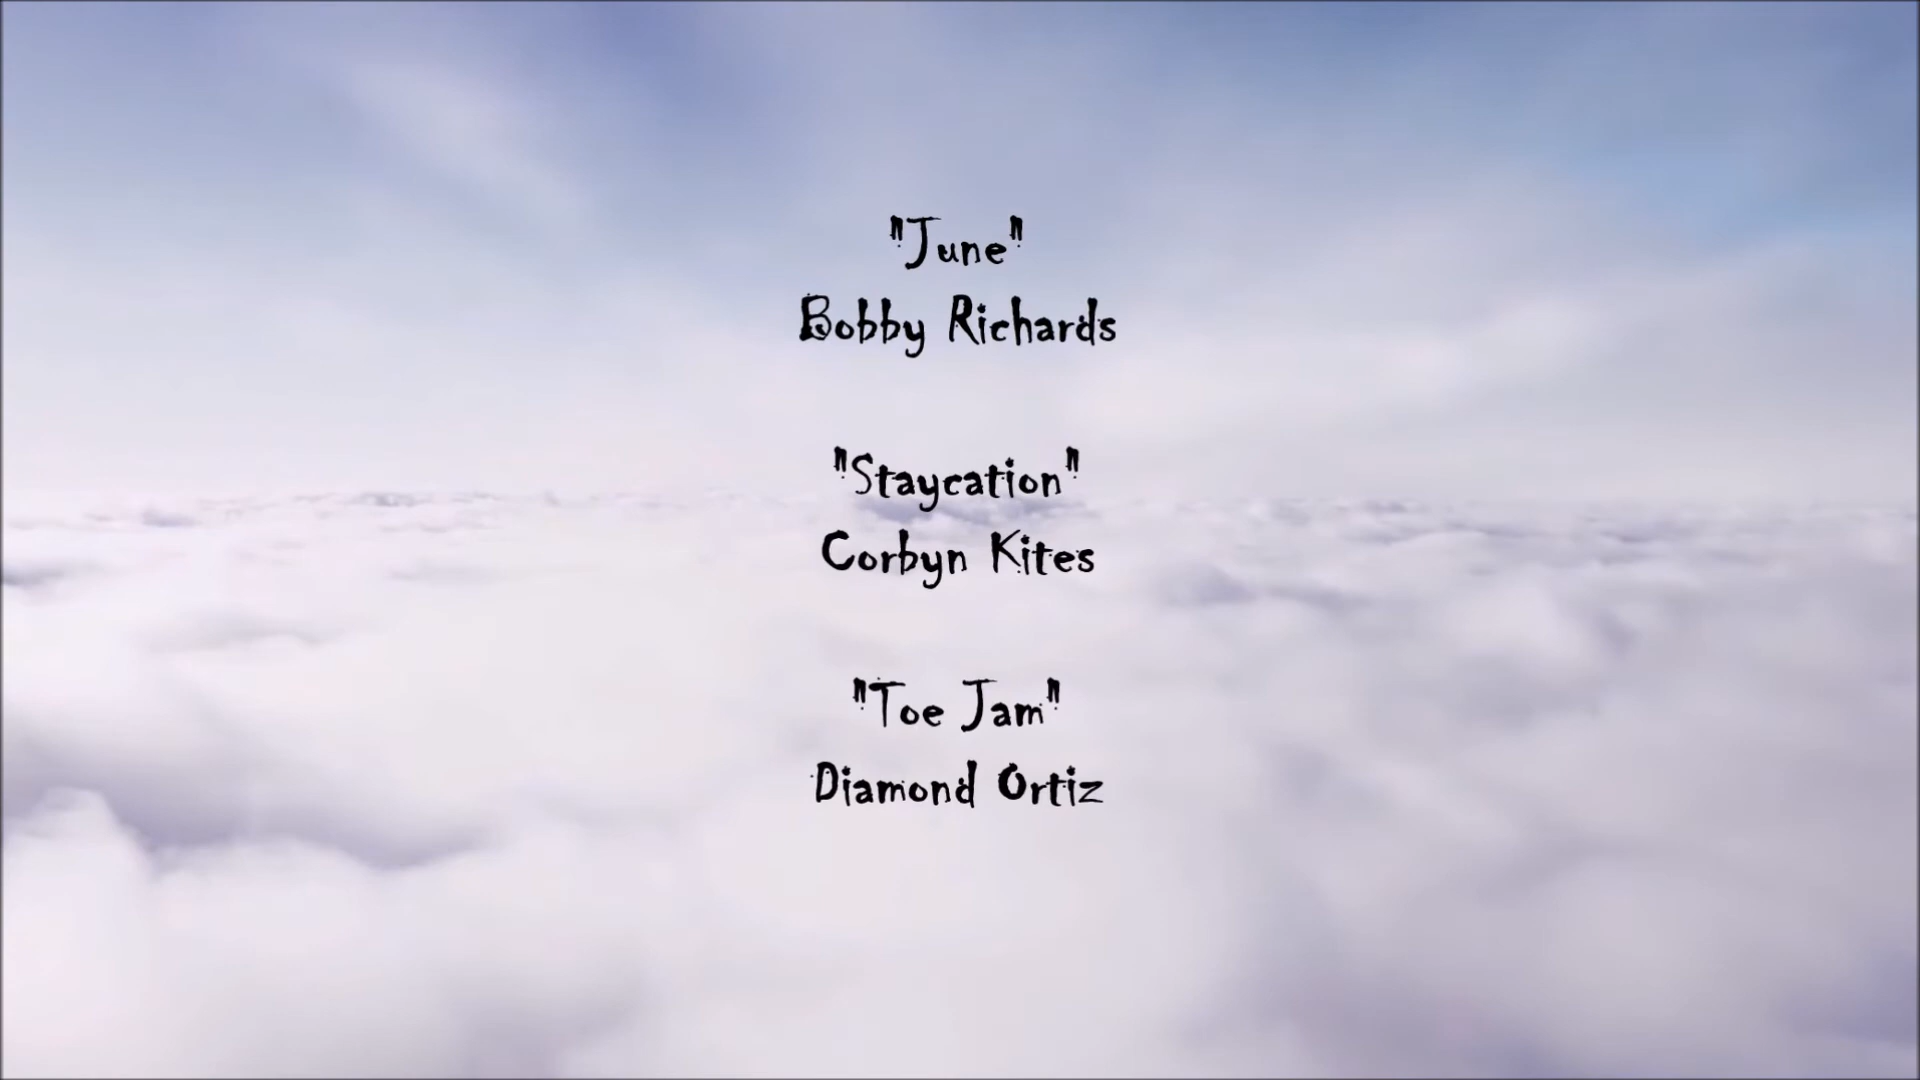 "June"
Bobby Richards
"Staycation"
Corbyn Kites
"Toe Jam"
Diamond Ortiz